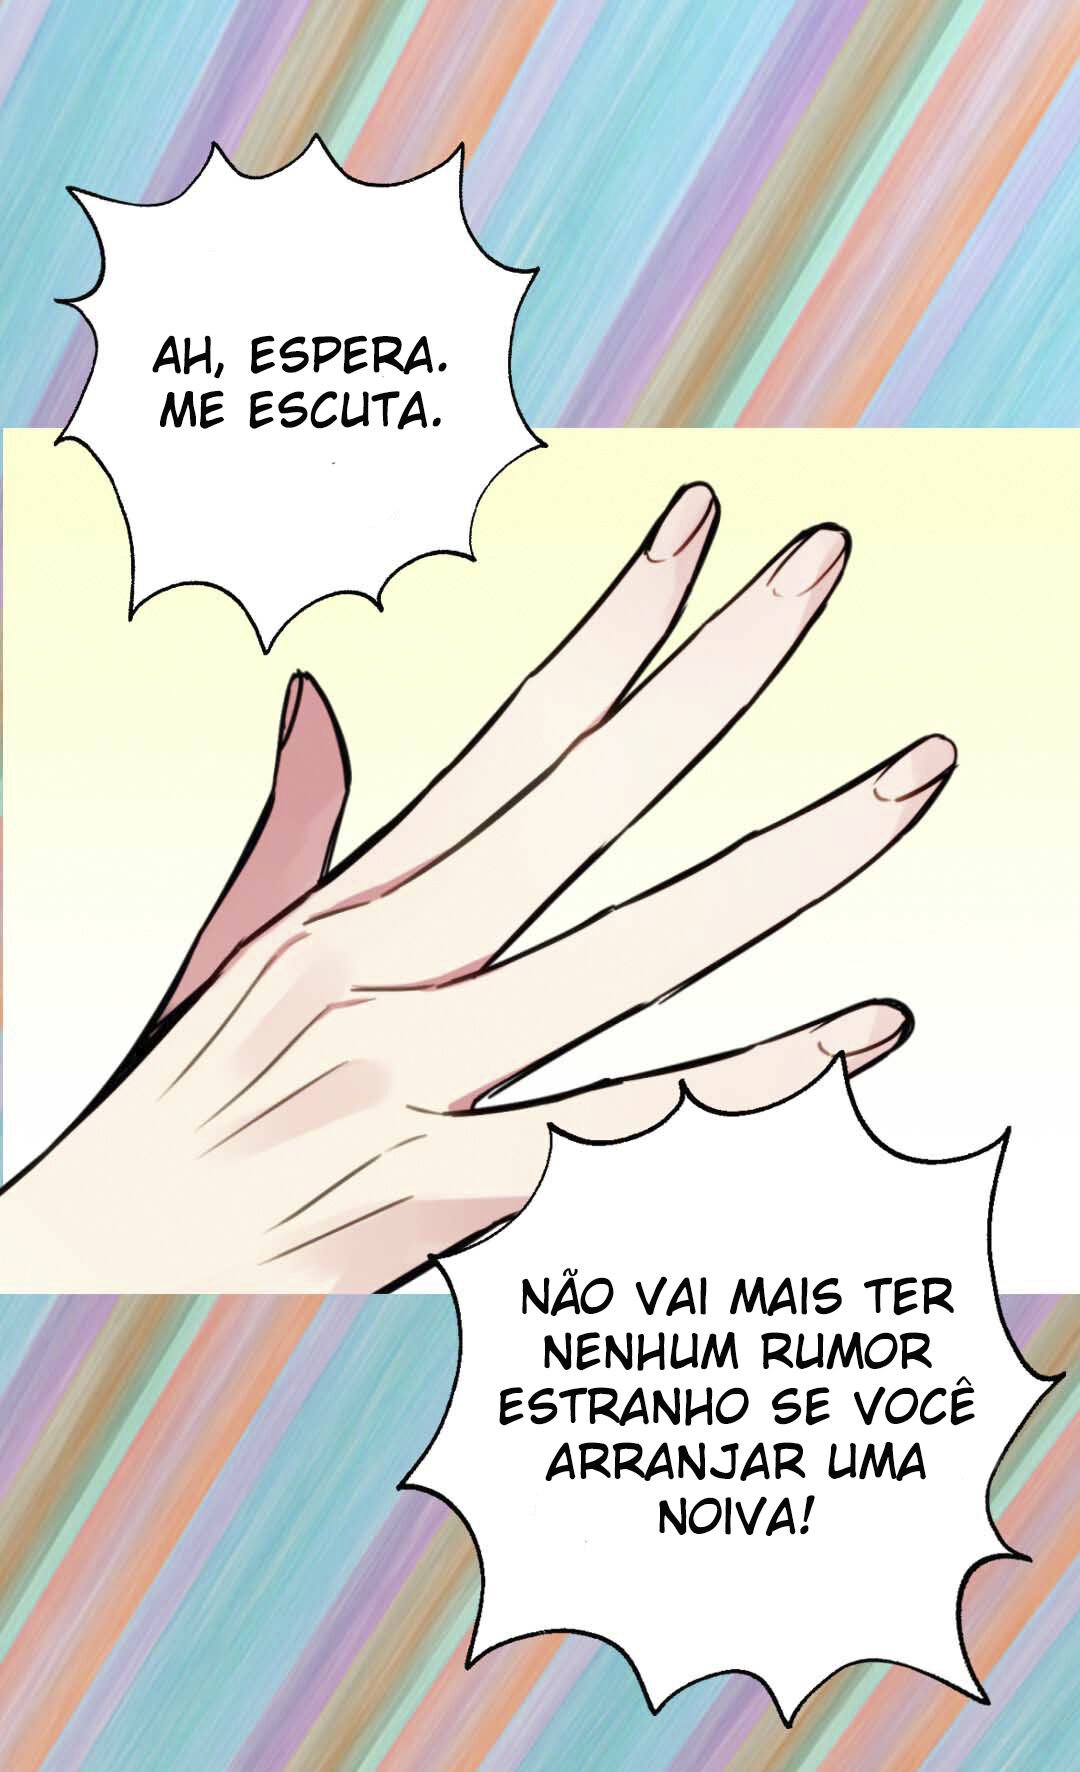 AH, ESPERA.
ME ESCUTA.
NÃO VAI MAIS TER
NENHUM RUMOR
ESTRANHO SE VOCÊ
ARRANJAR UMA
NOIVA!